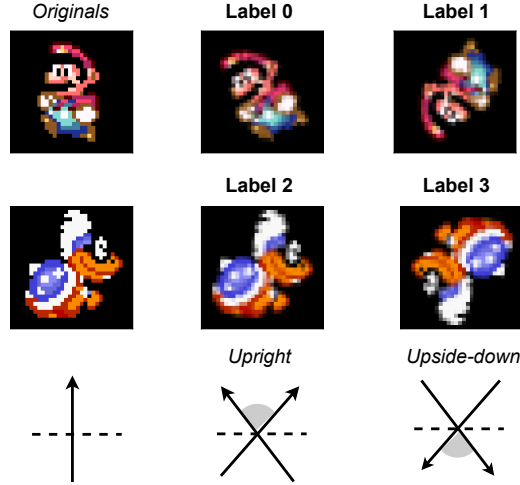 Originals
Label 0
Label 1
Label 2
Label 3
Upright
Upside-down